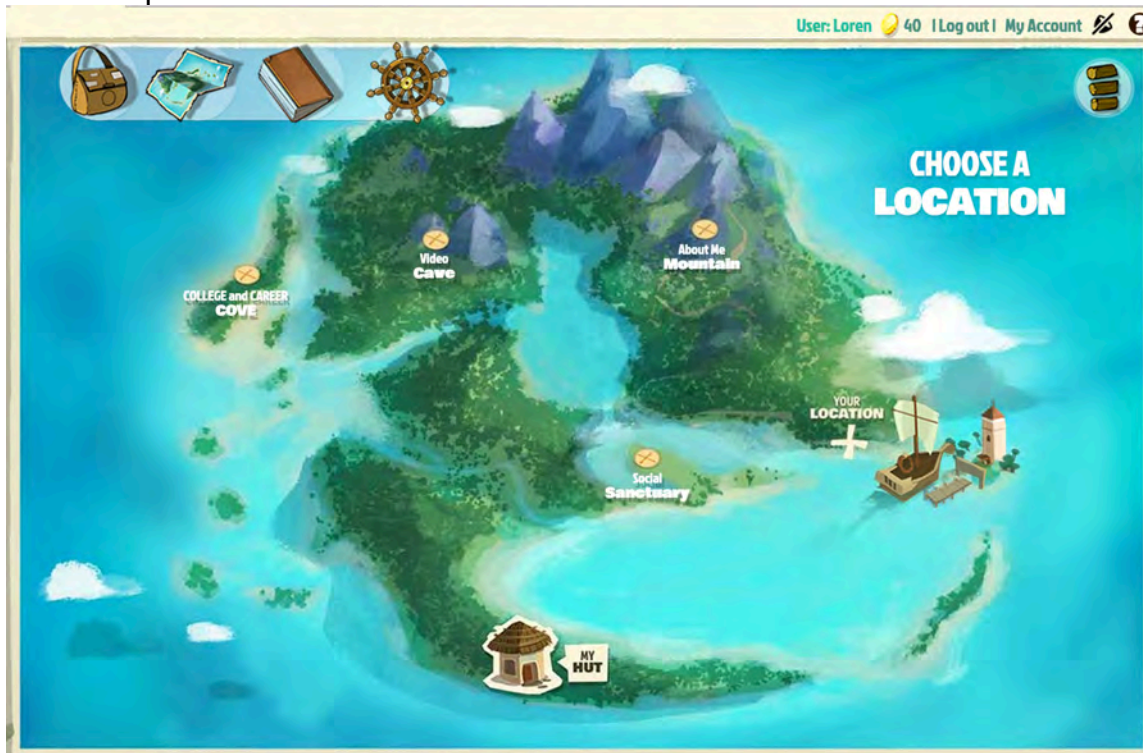 User: Loren 40 | Log out | My Account
CHOOSE A
LOCATION
Video
Cave
About Me
Mountain
COLLEGE and CAREER
COVE
YOUR
LOCATION
Social
Sanctuary
MY
HUT